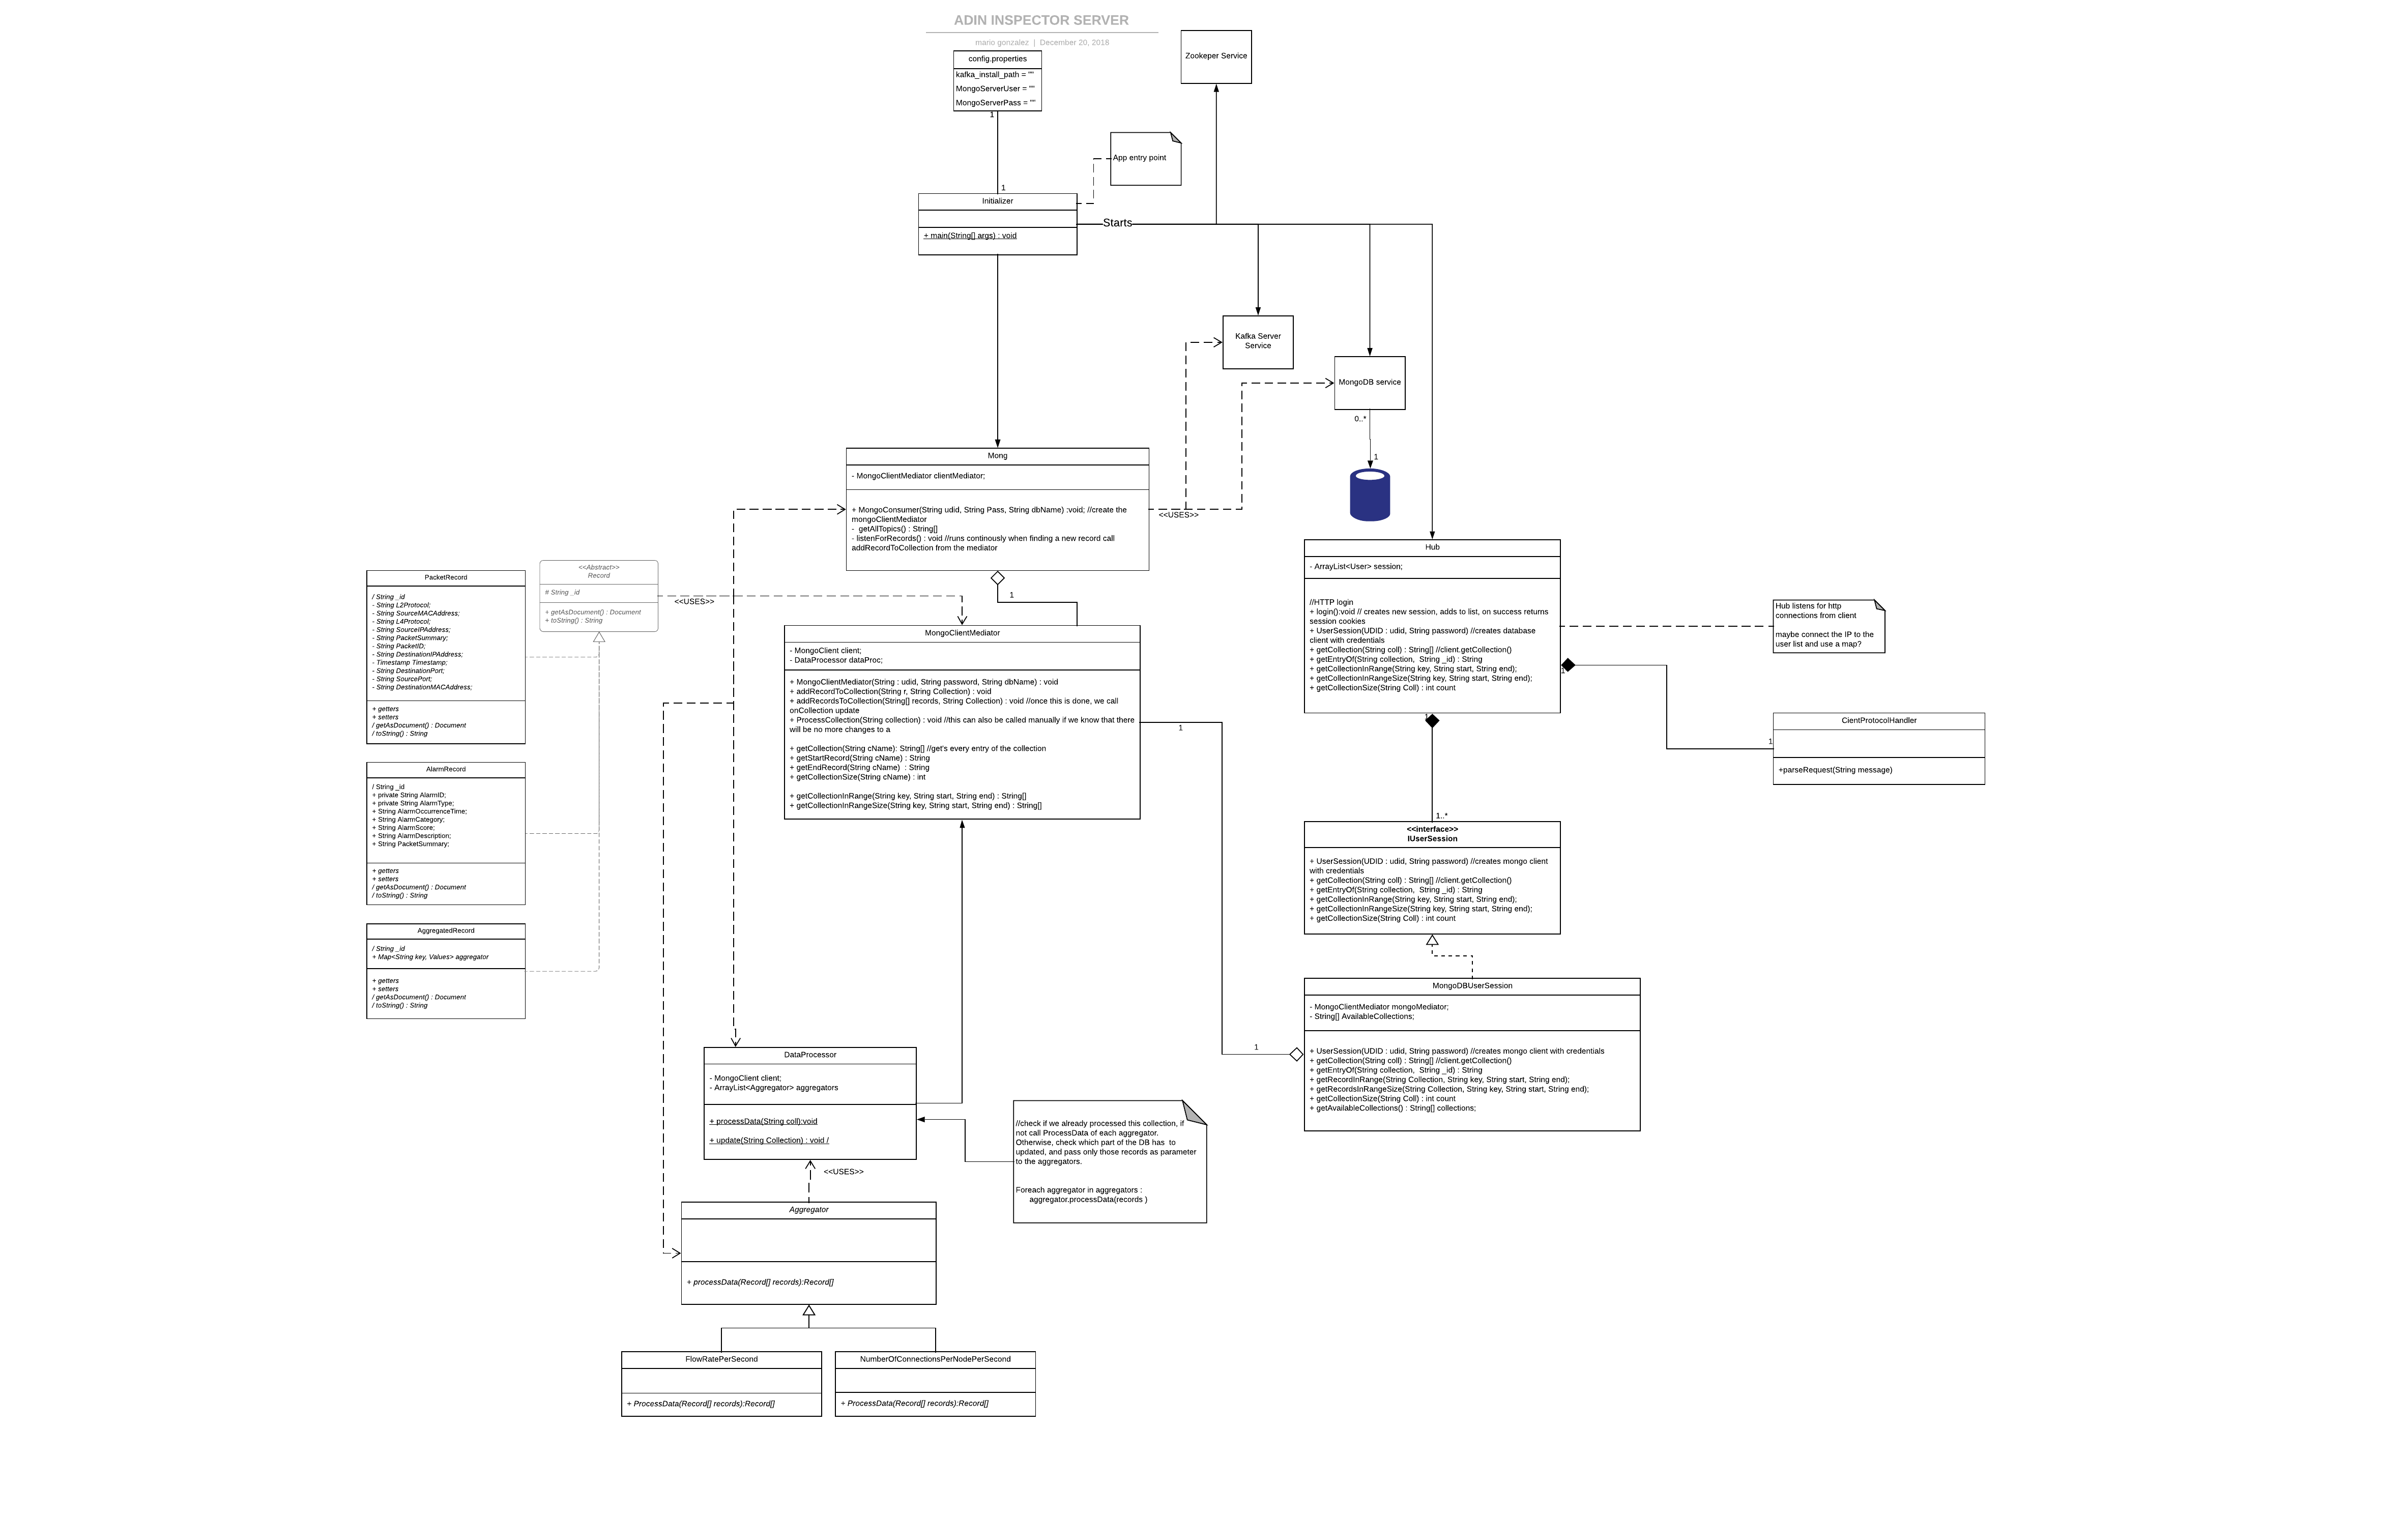 ADIN INSPECTOR SERVER
mario gonzalez | December 20, 2018
config.properties
kafka_install_path = ""
MongoServerUser = ""
MongoServerPass = ""
1
1
Zookeper Service
App entry point
Initializer
+ main(String[] args) : void
Starts
Kafka Server
Service
MongoDB service
0..*
1
Mong
- MongoClientMediator clientMediator;
+ MongoConsumer(String udid, String Pass, String dbName) :void; //create the
mongoClientMediator
-  getAllTopics() : String[]
- listenForRecords() : void //runs continously when finding a new record call
addRecordToCollection from the mediator
<<USES>>
1
PacketRecord
/ String _id
- String L2Protocol;
- String SourceMACAddress;
- String L4Protocol;
- String SourceIPAddress;
- String PacketSummary;
- String PacketID;
- String DestinationIPAddress;
- Timestamp Timestamp;
- String DestinationPort;
- String SourcePort;
- String DestinationMACAddress;
+ getters
+ setters
/ getAsDocument() : Document
/ toString() : String
<<Abstract>>
Record
# String _id
+ getAsDocument() : Document
+ toString() : String
<<USES>>
AlarmRecord
/ String _id
+ private String AlarmID;
+ private String AlarmType;
+ String AlarmOccurrenceTime;
+ String AlarmCategory;
+ String AlarmScore;
+ String AlarmDescription;
+ String PacketSummary;
+ getters
+ setters
/ getAsDocument() : Document
/ toString() : String
AggregatedRecord
/ String _id
+ Map<String key, Values> aggregator
+ getters
+ setters
/ getAsDocument() : Document
/ toString() : String
MongoClientMediator
- MongoClient client;
- DataProcessor dataProc;
+ MongoClientMediator(String : udid, String password, String dbName) : void
+ addRecordToCollection(String r, String Collection) : void
+ addRecordsToCollection(String[] records, String Collection) : void //once this is done, we call
onCollection update
+ ProcessCollection(String collection) : void //this can also be called manually if we know that there
will be no more changes to a
+ getCollection(String cName): String[] //get's every entry of the collection
+ getStartRecord(String cName) : String
+ getEndRecord(String cName)  : String
+ getCollectionSize(String cName) : int
+ getCollectionInRange(String key, String start, String end) : String[]
+ getCollectionInRangeSize(String key, String start, String end) : String[]
1
1
Hub
- ArrayList<User> session;
//HTTP login
+ login():void // creates new session, adds to list, on success returns
session cookies
+ UserSession(UDID : udid, String password) //creates database
client with credentials
+ getCollection(String coll) : String[] //client.getCollection()
+ getEntryOf(String collection,  String _id) : String
+ getCollectionInRange(String key, String start, String end);
+ getCollectionInRangeSize(String key, String start, String end);
+ getCollectionSize(String Coll) : int count
1
1
Hub listens for http
connections from client
maybe connect the IP to the
user list and use a map?
1
CientProtocolHandler
+parseRequest(String message)
1..*
<<interface>>
IUserSession
+ UserSession(UDID : udid, String password) //creates mongo client
with credentials
+ getCollection(String coll) : String[] //client.getCollection()
+ getEntryOf(String collection,  String _id) : String
+ getCollectionInRange(String key, String start, String end);
+ getCollectionInRangeSize(String key, String start, String end);
+ getCollectionSize(String Coll) : int count
MongoDBUserSession
- MongoClientMediator mongoMediator;
- String[] AvailableCollections;
+ UserSession(UDID : udid, String password) //creates mongo client with credentials
+ getCollection(String coll) : String[] //client.getCollection()
+ getEntryOf(String collection,  String _id) : String
+ getRecordInRange(String Collection, String key, String start, String end);
+ getRecordsInRangeSize(String Collection, String key, String start, String end);
+ getCollectionSize(String Coll) : int count
+ getAvailableCollections() : String[] collections;
DataProcessor
- MongoClient client;
- ArrayList<Aggregator> aggregators
+ processData(String coll):void
+ update(String Collection) : void /
<<USES>>
//check if we already processed this collection, if
not call ProcessData of each aggregator.
Otherwise, check which part of the DB has  to
updated, and pass only those records as parameter
to the aggregators.
Foreach aggregator in aggregators :
aggregator.processData(records )
Aggregator
+ processData(Record[] records):Record[]
FlowRatePerSecond
+ ProcessData(Record[] records):Record[]
NumberOfConnectionsPerNodePerSecond
+ ProcessData(Record[] records):Record[]